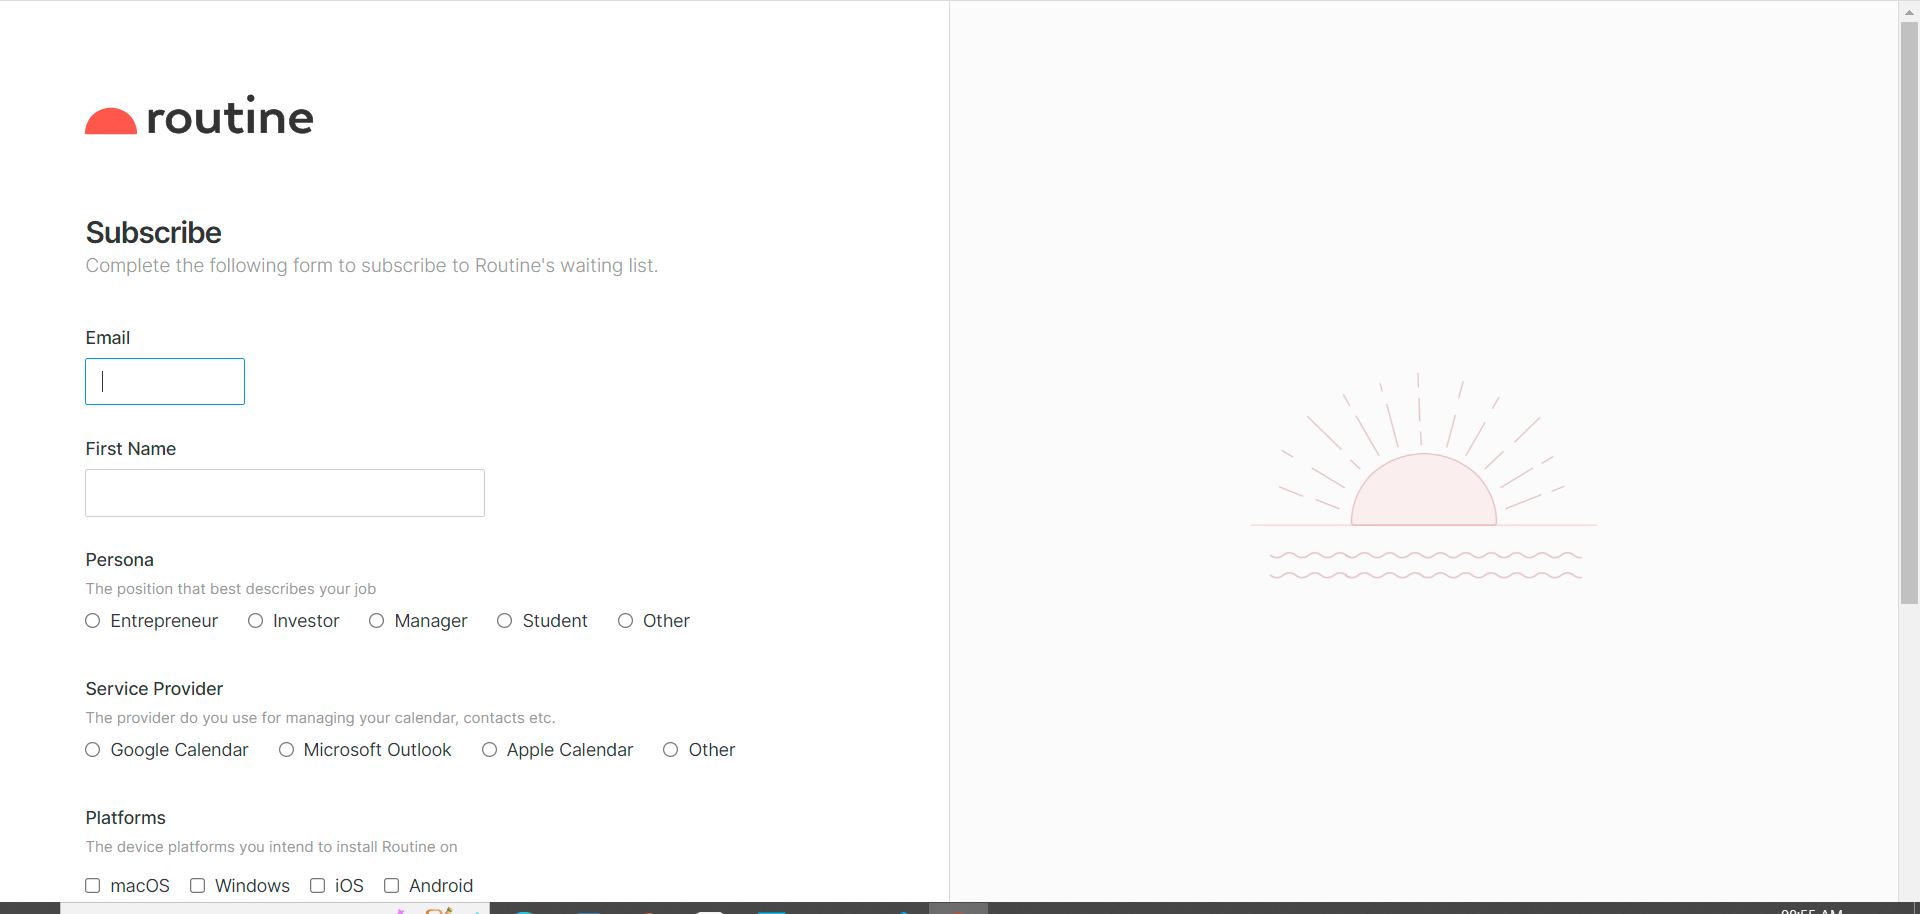 routine
Subscribe
Complete the following form to subscribe to Routine's waiting list.
Email
First Name
Persona
The position that best describes your job
Entrepreneur Investor Manager Student Other
Service Provider
The provider do you use for managing your calendar, contacts etc.
Google Calendar Microsoft Outlook Apple Calendar Other
Platforms
The device platforms you intend to install Routine on
macOS Windows iOS Android